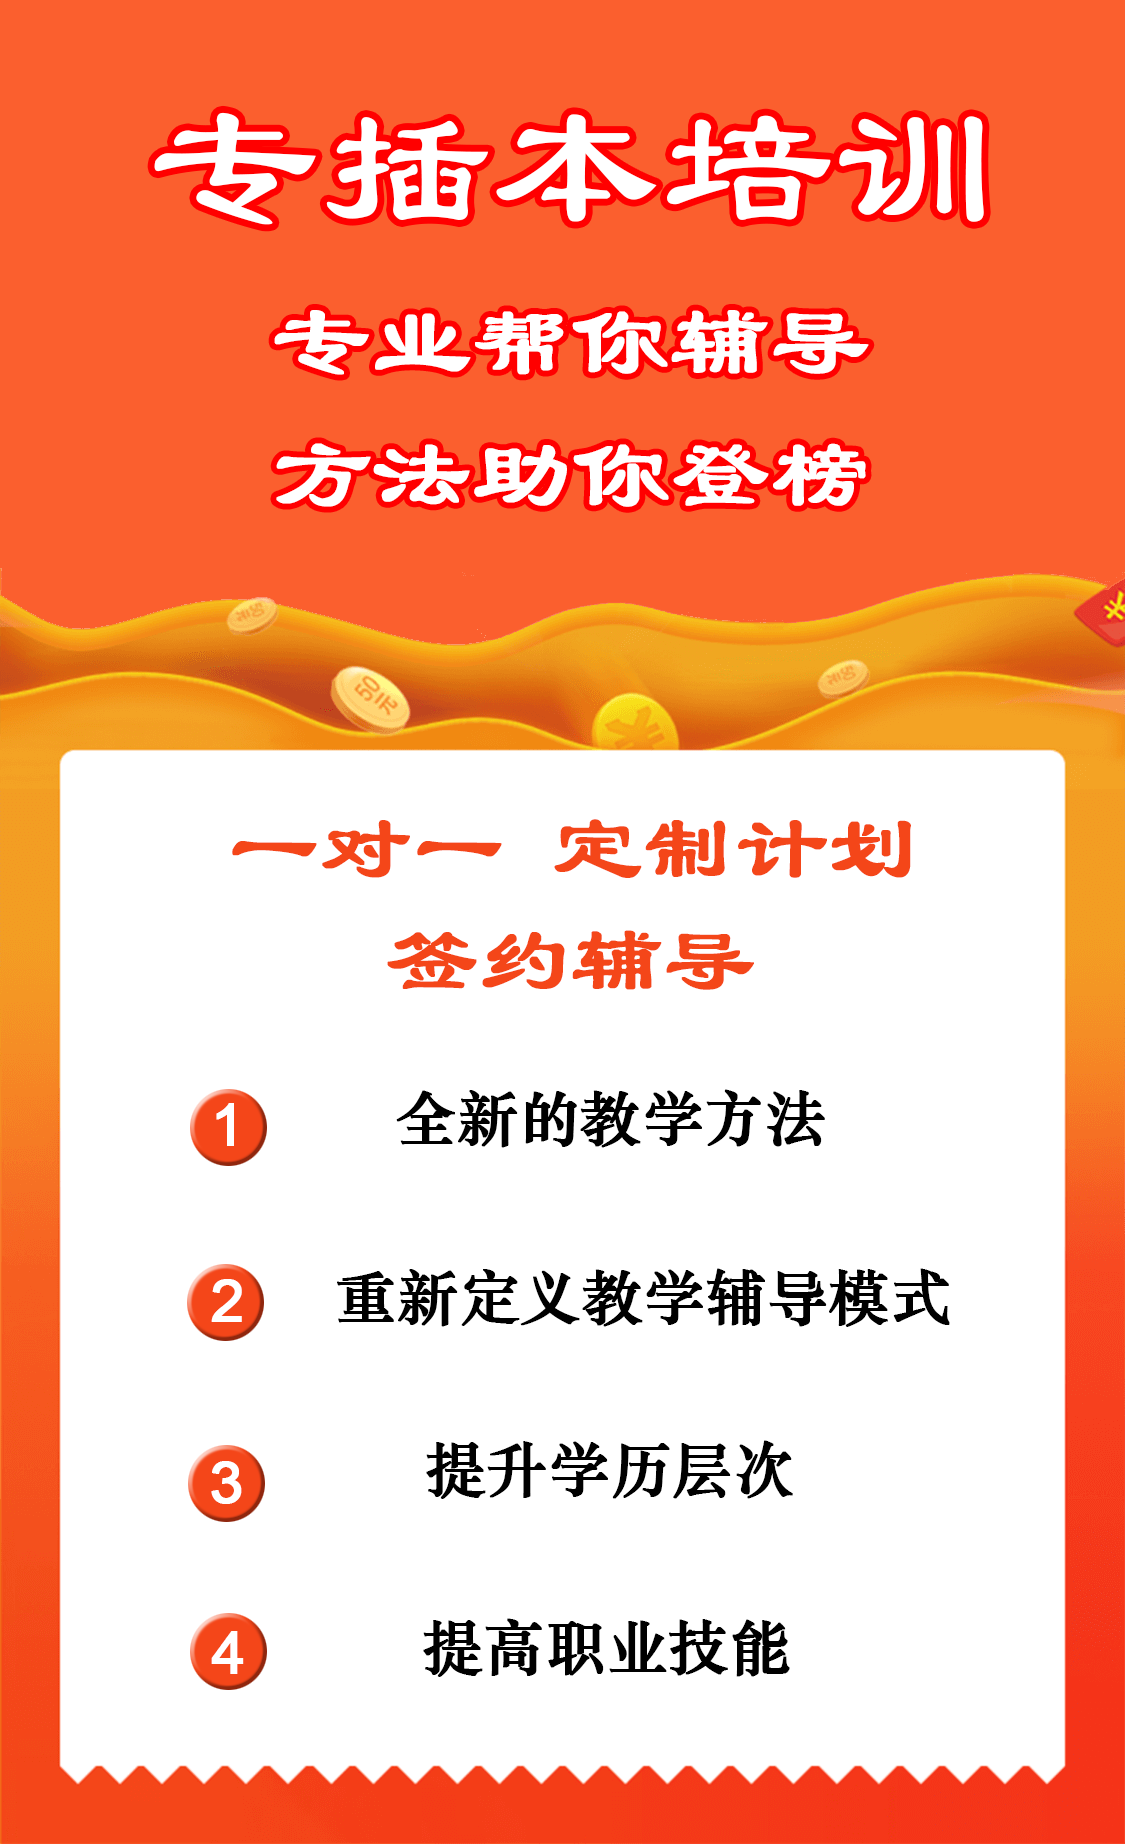 专插本培训
专业帮你辅导
方法助你登榜
50元
一对一 定制计划
签约辅导
1 全新的教学方法
2 重新定义教学辅导模式
3 提升学历层次
4 提高职业技能